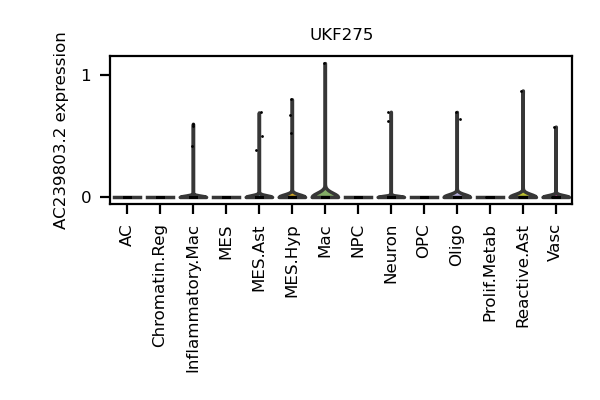 UKF275
AC239803.2 expression
1
0
AC
Chromatin.Reg
Inflammatory.Mac
MES
MES.Ast
MES.Hyp
Mac
NPC
Neuron
OPC
Oligo
Prolif.Metab
Reactive.Ast
Vasc